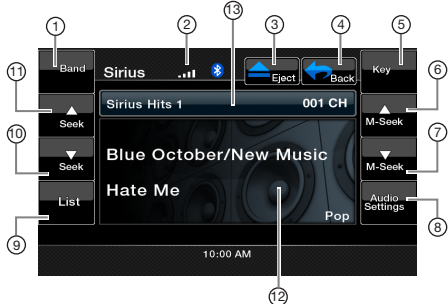 1
2
13
3
4
5
Band
Sirius
Eject
Back
Key
11
6
Seek
Sirius Hits 1
001 CH
M-Seek
10
7
Seek
Blue October/New Music
M-Seek
List
Hate Me
Audio
Settings
9
Pop
8
10:00 AM
12